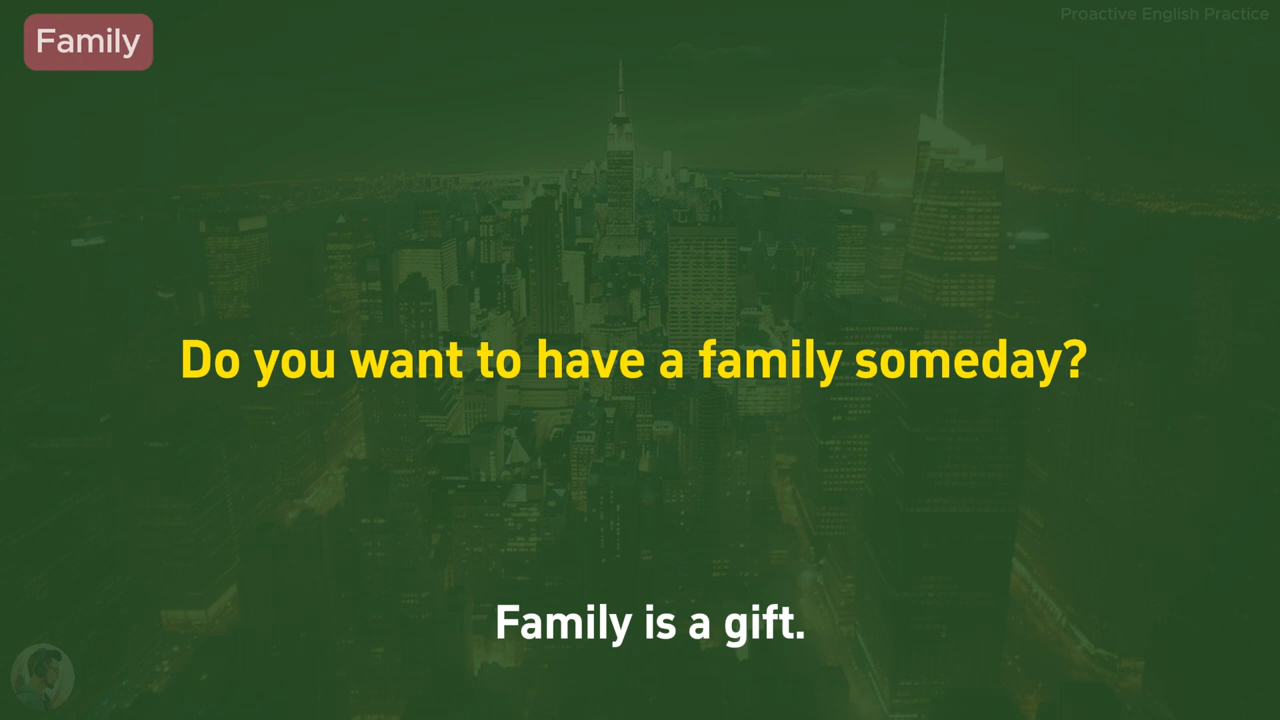 Family
Proactive English Practice
Do you want to have a family someday?
Family is a gift.